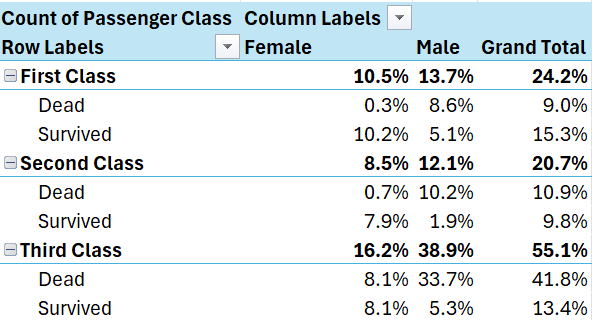 Count of Passenger Class Column Labels
Row Labels Female Male Grand Total
First Class 10.5% 13.7% 24.2%
Dead 0.3% 8.6% 9.0%
Survived 10.2% 5.1% 15.3%
Second Class 8.5% 12.1% 20.7%
Dead 0.7% 10.2% 10.9%
Survived 7.9% 1.9% 9.8%
Third Class 16.2% 38.9% 55.1%
Dead 8.1% 33.7% 41.8%
Survived 8.1% 5.3% 13.4%